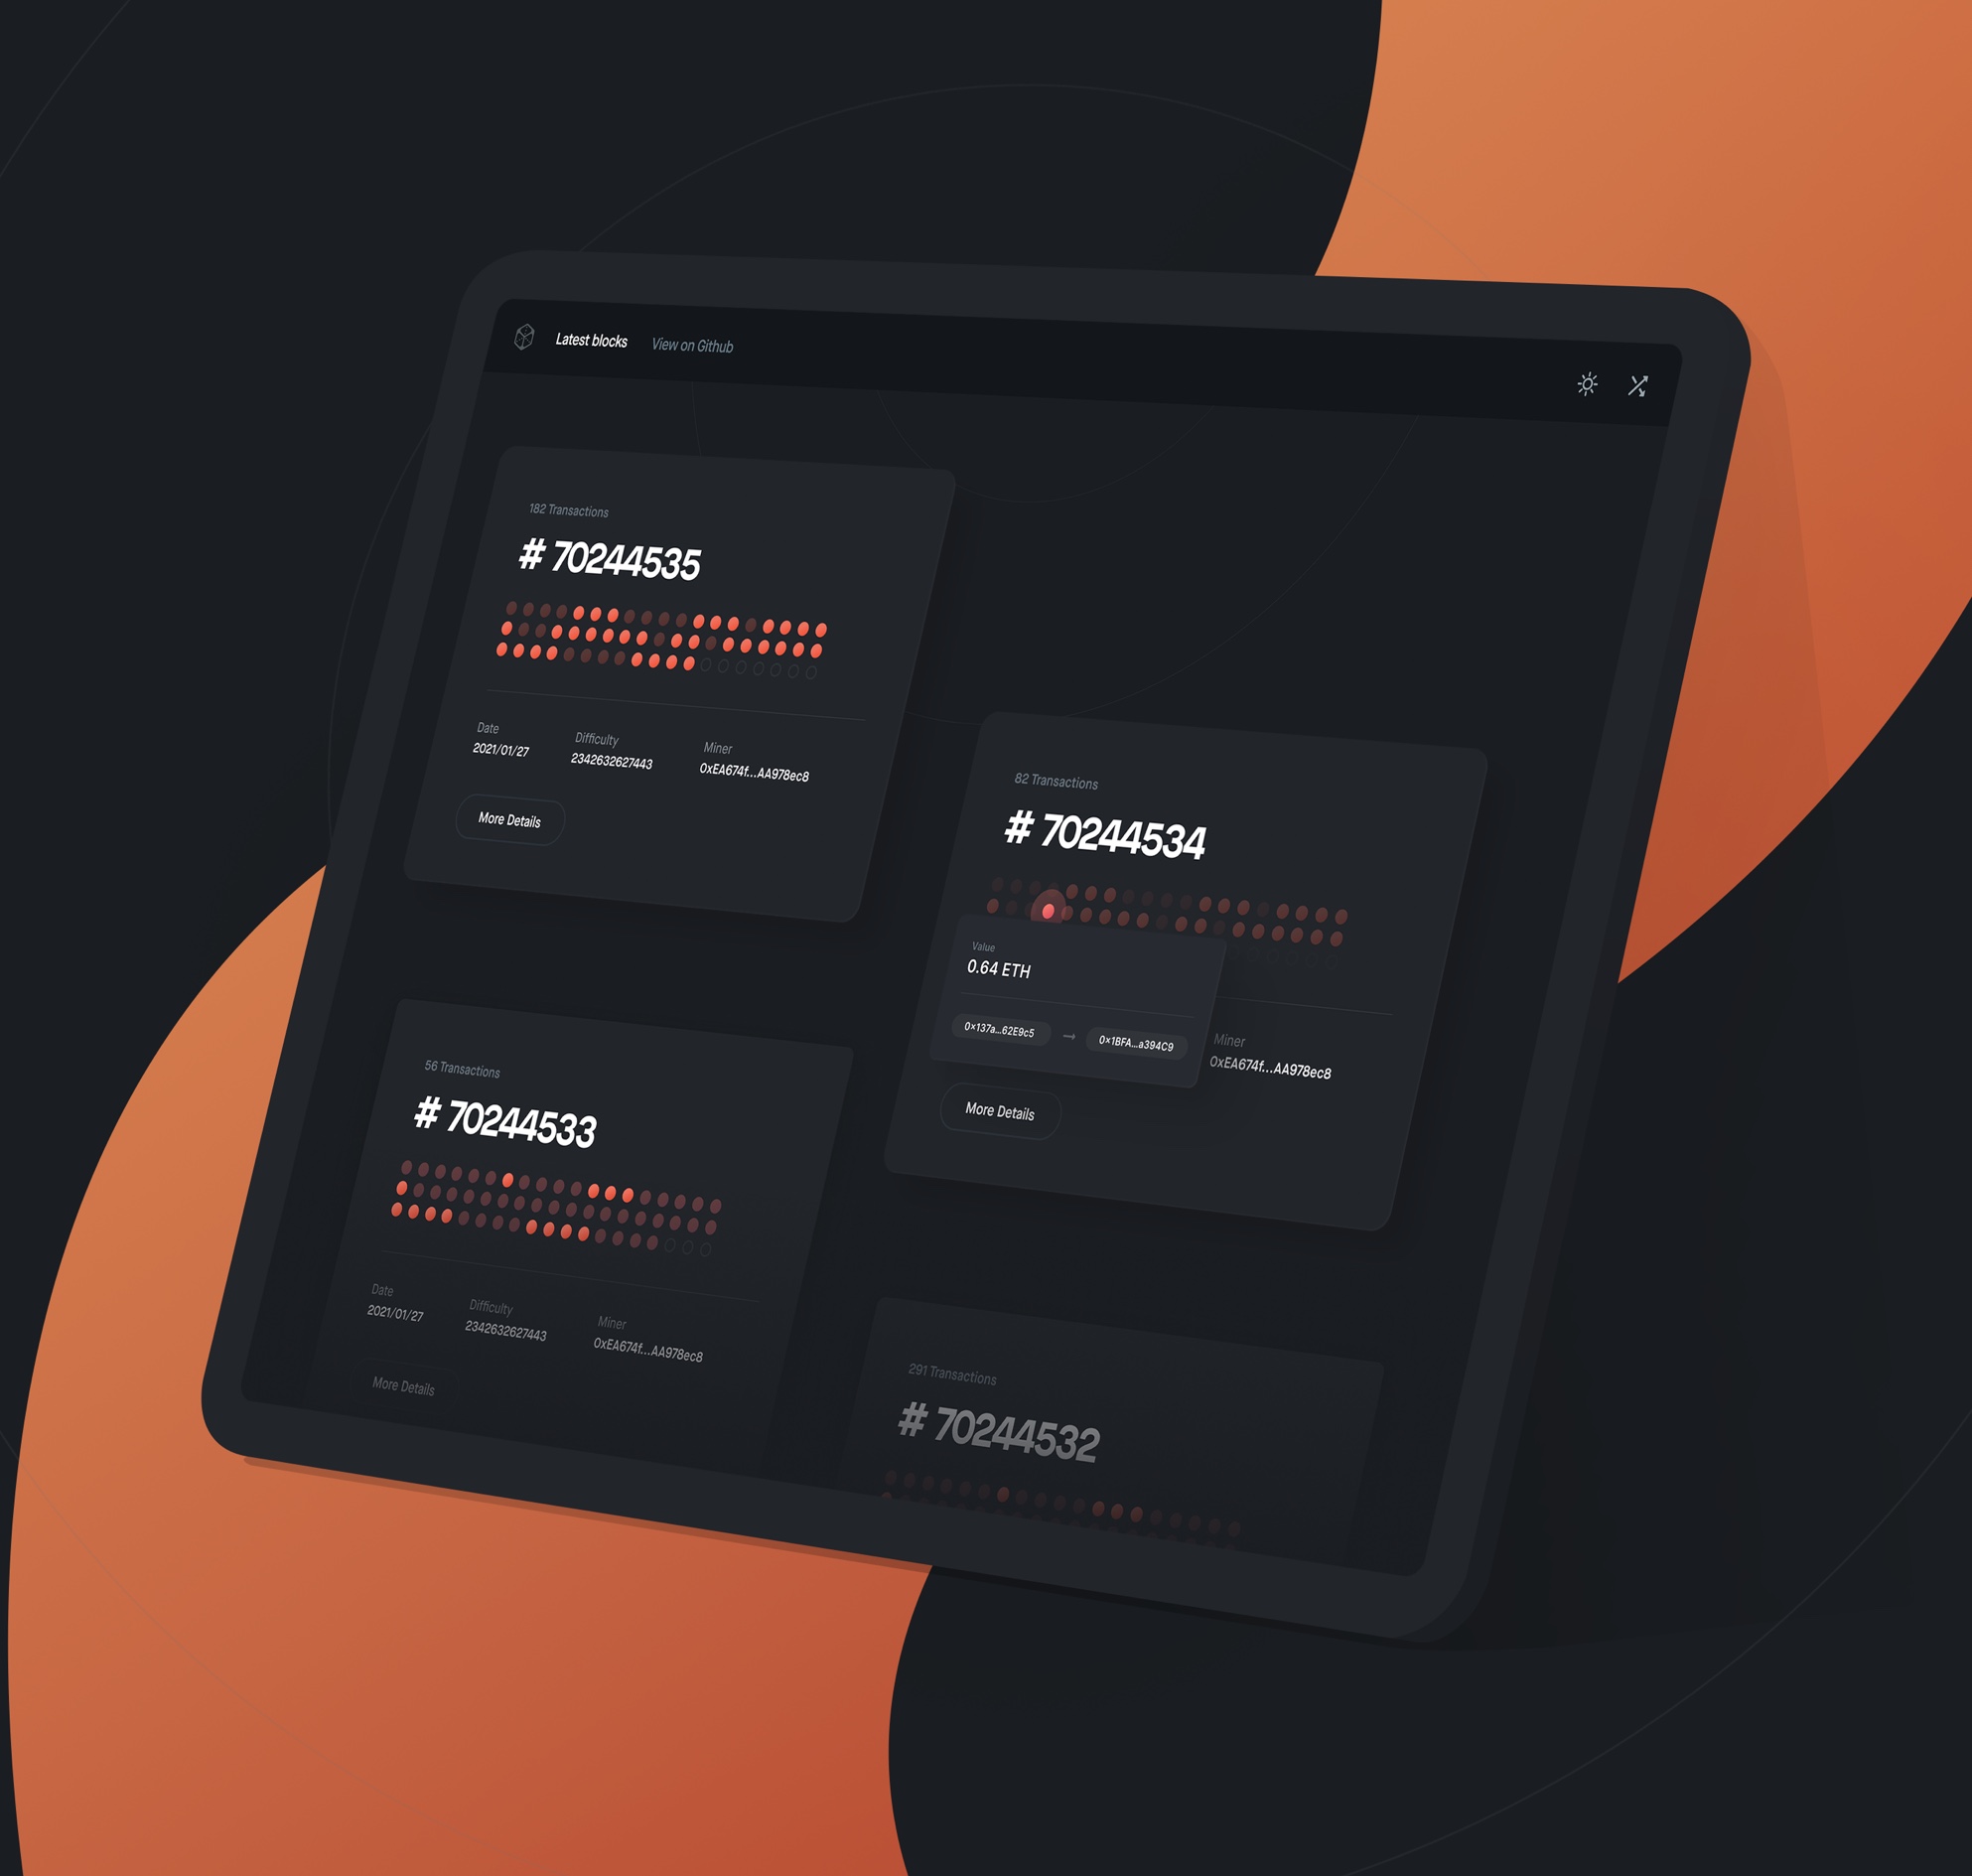 Latest blocks
View on Github
182 Transactions
# 70244535
Date
Difficulty
Miner
2021/01/27
2342632627443
0xEA674f...AA978ec8
More Details
82 Transactions
# 70244534
Value
0.64 ETH
0×137a...62E9c5 → 0×1BFA...a394C9
Miner
0xEA674f...AA978ec8
More Details
56 Transactions
# 70244533
Date
Difficulty
Miner
2021/01/27
2342632627443
0xEA674f...AA978ec8
More Details
291 Transactions
# 70244532